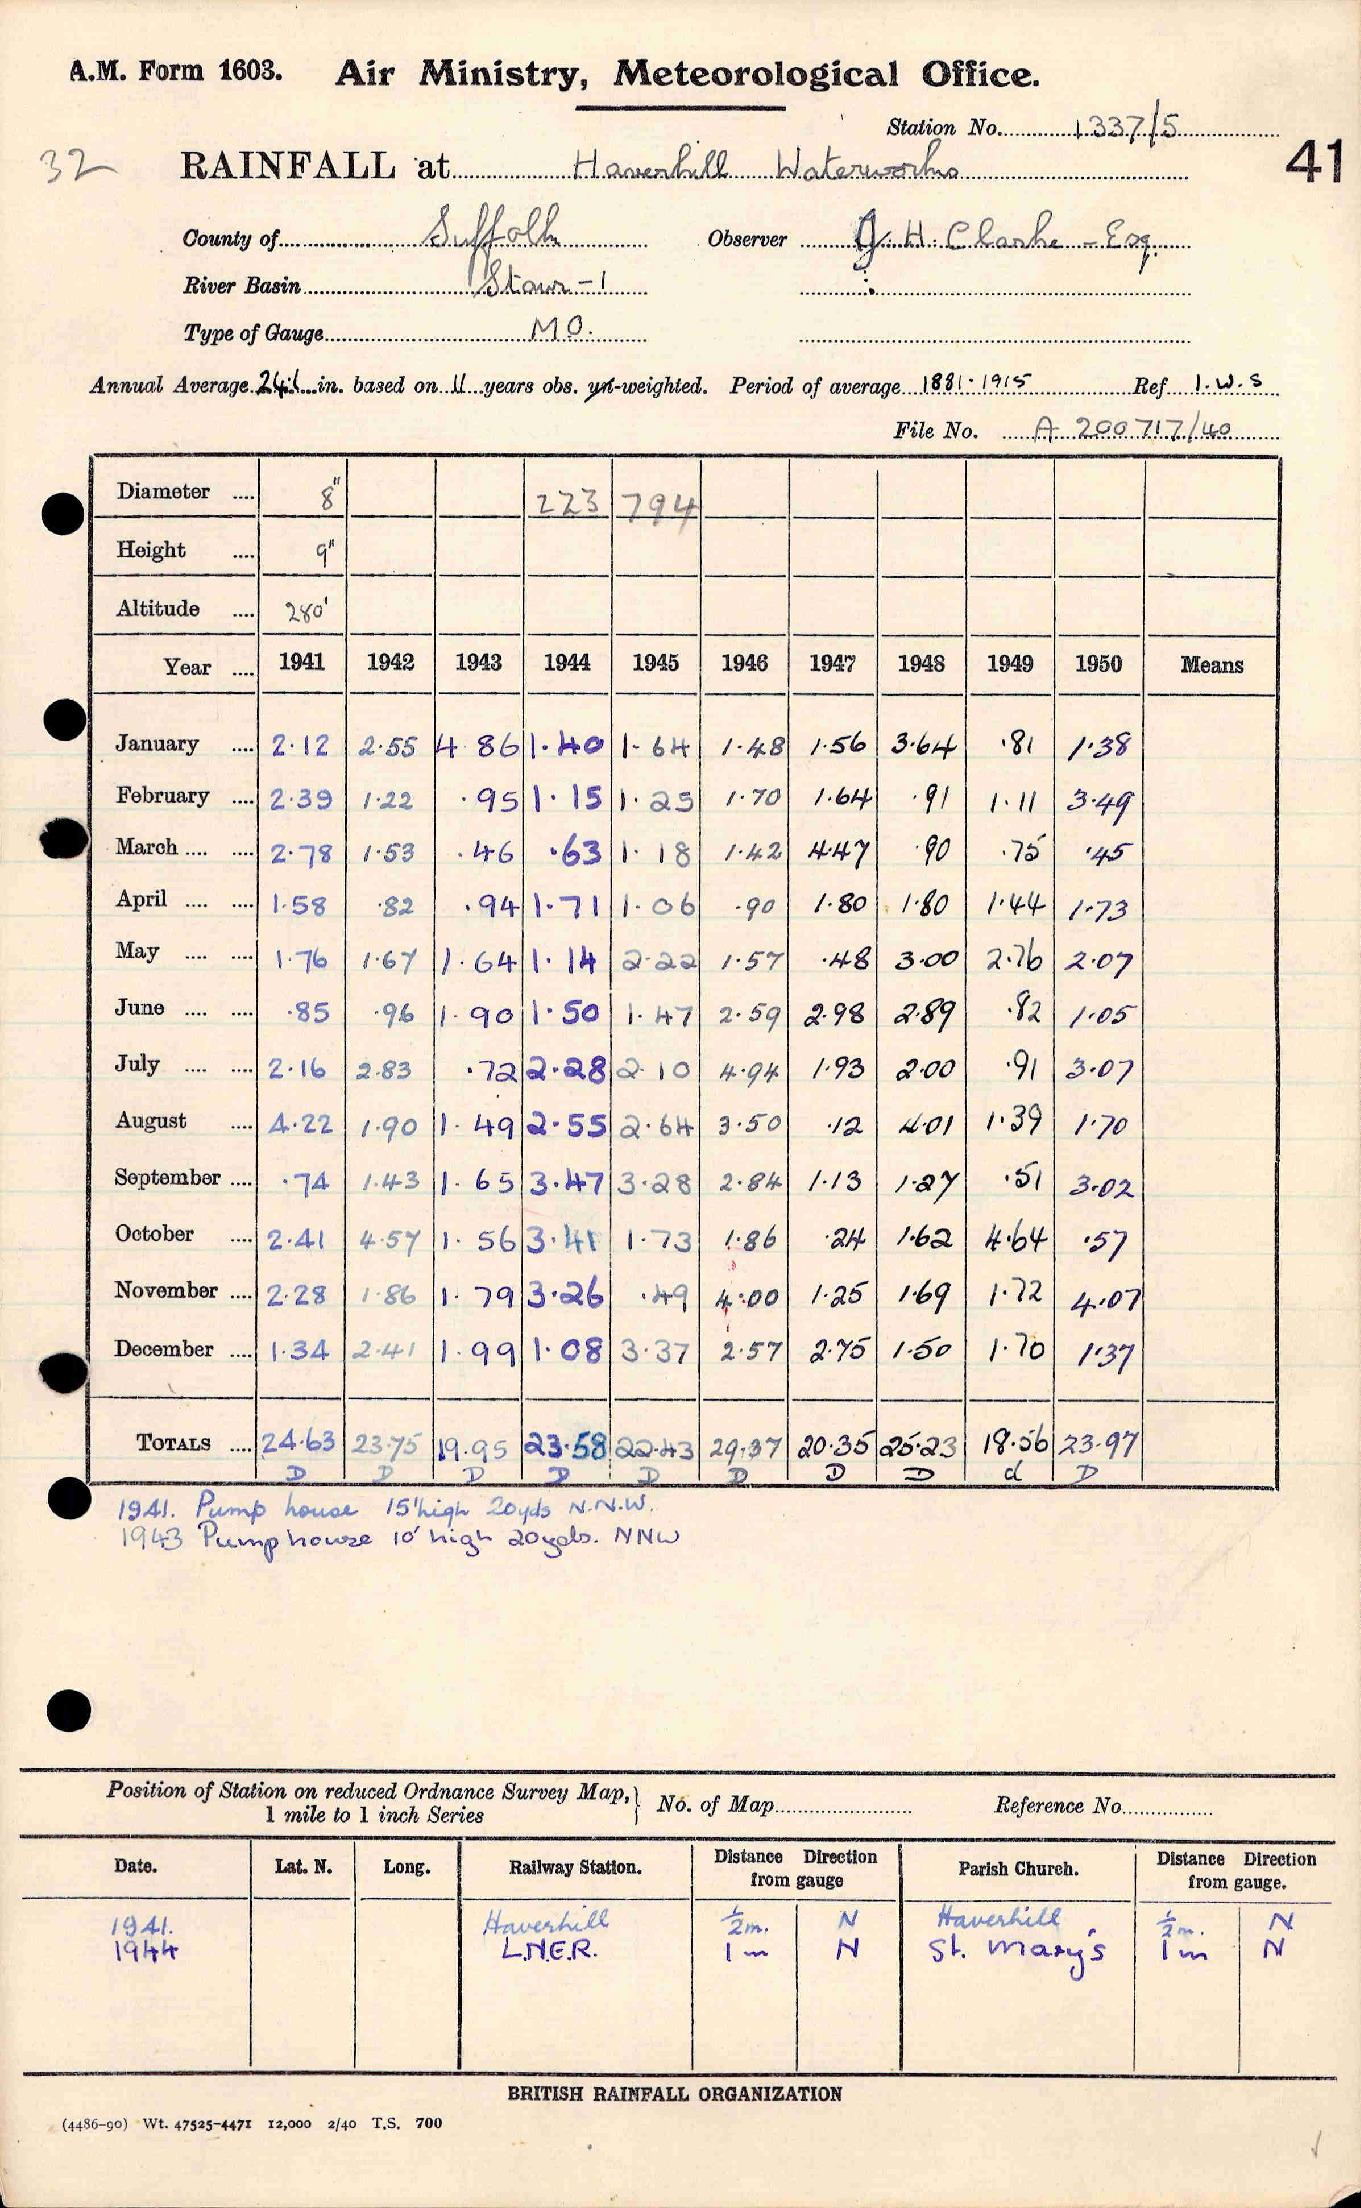 A.M. Form 1603. Air Ministry, Meteorological Office.
Station No. 1337/5
32 RAINFALL at Haverhill Waterworks 41
County of Suffolk Observer J. H. Clarke - Esq.
River Basin Stour - 1
Type of Gauge M O.
Annual Average 24.1 in. based on 11 years obs. un-weighted. Period of average 1881-1915 Ref I.W.S
File No. A 200717/40
Diameter .... 8" 223 794
Height .... 9"
Altitude .... 280'
Year .... 1941 1942 1943 1944 1945 1946 1947 1948 1949 1950 Means
January .... 2.12 2.55 4 86 1.40 1.64 1.48 1.56 3.64 .81 1.38
February .... 2.39 1.22 .95 1.15 1.25 1.70 1.64 .91 1.11 3.49
March .... .... 2.78 1.53 .46 .63 1.18 1.42 4.47 .90 .75 .45
April .... .... 1.58 .82 .94 1.71 1.06 .90 1.80 1.80 1.44 1.73
May .... .... 1.76 1.67 1.64 1.14 2.22 1.57 .48 3.00 2.76 2.07
June .... .... .85 .96 1.90 1.50 1.47 2.59 2.98 2.89 .82 1.05
July .... .... 2.16 2.83 .72 2.28 2.10 4.94 1.93 2.00 .91 3.07
August .... 4.22 1.90 1.49 2.55 2.64 3.50 .12 4.01 1.39 1.70
September .... .74 1.43 1.65 3.47 3.28 2.84 1.13 1.27 .51 3.02
October .... 2.41 4.57 1.56 3.41 1.73 1.86 .24 1.62 4.64 .57
November .... 2.28 1.86 1.79 3.26 .49 4.00 1.25 1.69 1.72 4.07
December .... 1.34 2.41 1.99 1.08 3.37 2.57 2.75 1.50 1.70 1.37
TOTALS .... 24.63 23.75 19.95 23.58 22.43 29.37 20.35 25.23 18.56 23.97
D D D D D D D D d D
1941. Pump house 15' high 20yds N.N.W.
1943 Pumphouse 10' high 20yds. NNW
Position of Station on reduced Ordnance Survey Map, 1 mile to 1 inch Series } No. of Map Reference No.
Date. Lat. N. Long. Railway Station. Distance from gauge Direction Parish Church. Distance from gauge. Direction
1941. Haverhill ½m. N Haverhill ½m. N
1944 L.N.E.R. 1 m N St. Mary's 1 m N
BRITISH RAINFALL ORGANIZATION
(4486-90) Wt. 47525-4471 12,000 2/40 T.S. 700